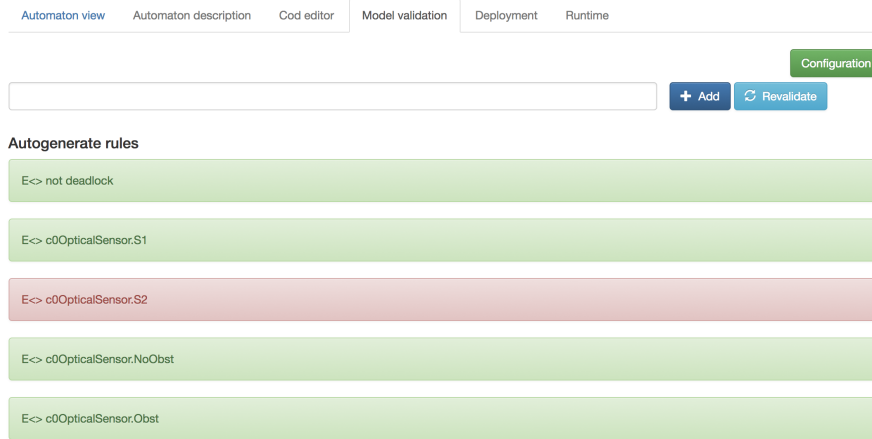 Automaton view Automaton description Cod editor Model validation Deployment Runtime
Configuration
Add Revalidate
Autogenerate rules
E<> not deadlock
E<> c0OpticalSensor.S1
E<> c0OpticalSensor.S2
E<> c0OpticalSensor.NoObst
E<> c0OpticalSensor.Obst